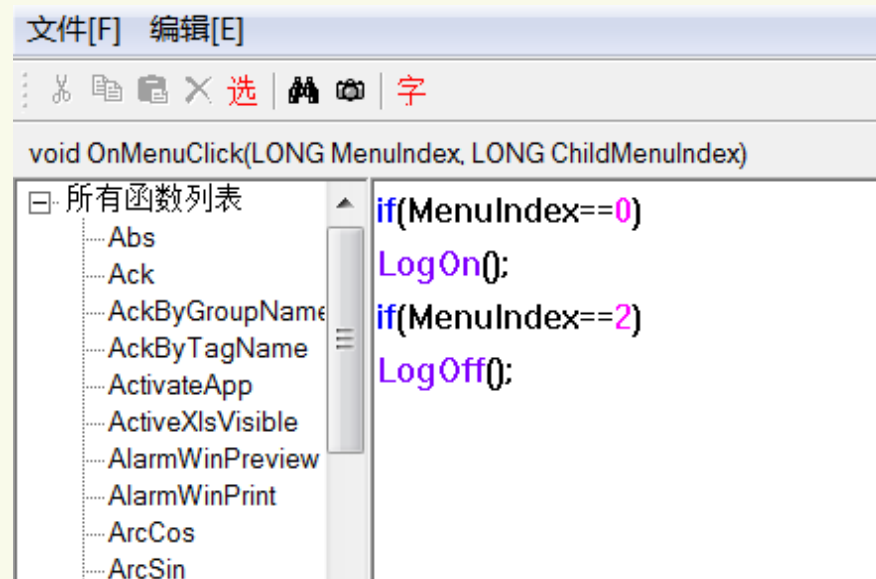 文件[F] 编辑[E]
选 字
void OnMenuClick(LONG MenuIndex, LONG ChildMenuIndex)
所有函数列表
Abs
Ack
AckByGroupName
AckByTagName
ActivateApp
ActiveXlsVisible
AlarmWinPreview
AlarmWinPrint
ArcCos
ArcSin
if(MenuIndex==0)
LogOn();
if(MenuIndex==2)
LogOff();